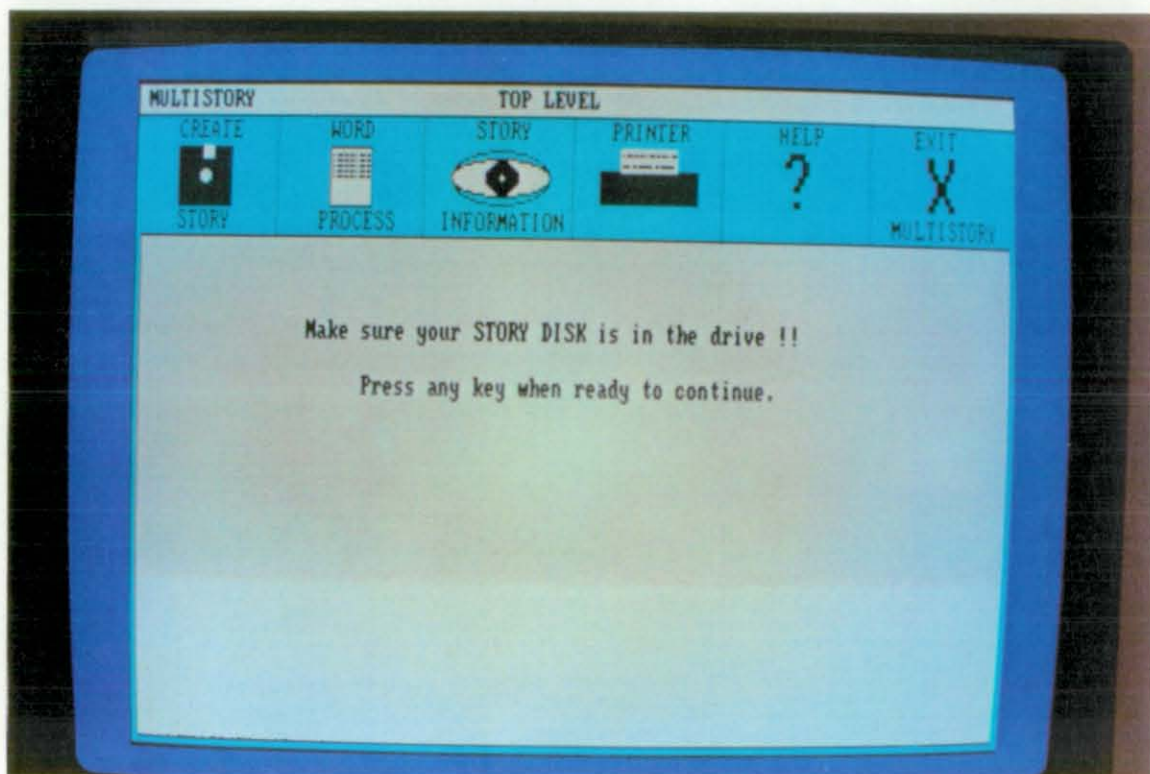 MULTISTORY TOP LEVEL
CREATE WORD STORY PRINTER HELP EXIT
STORY PROCESS INFORMATION MULTISTORY
Make sure your STORY DISK is in the drive !!
Press any key when ready to continue.